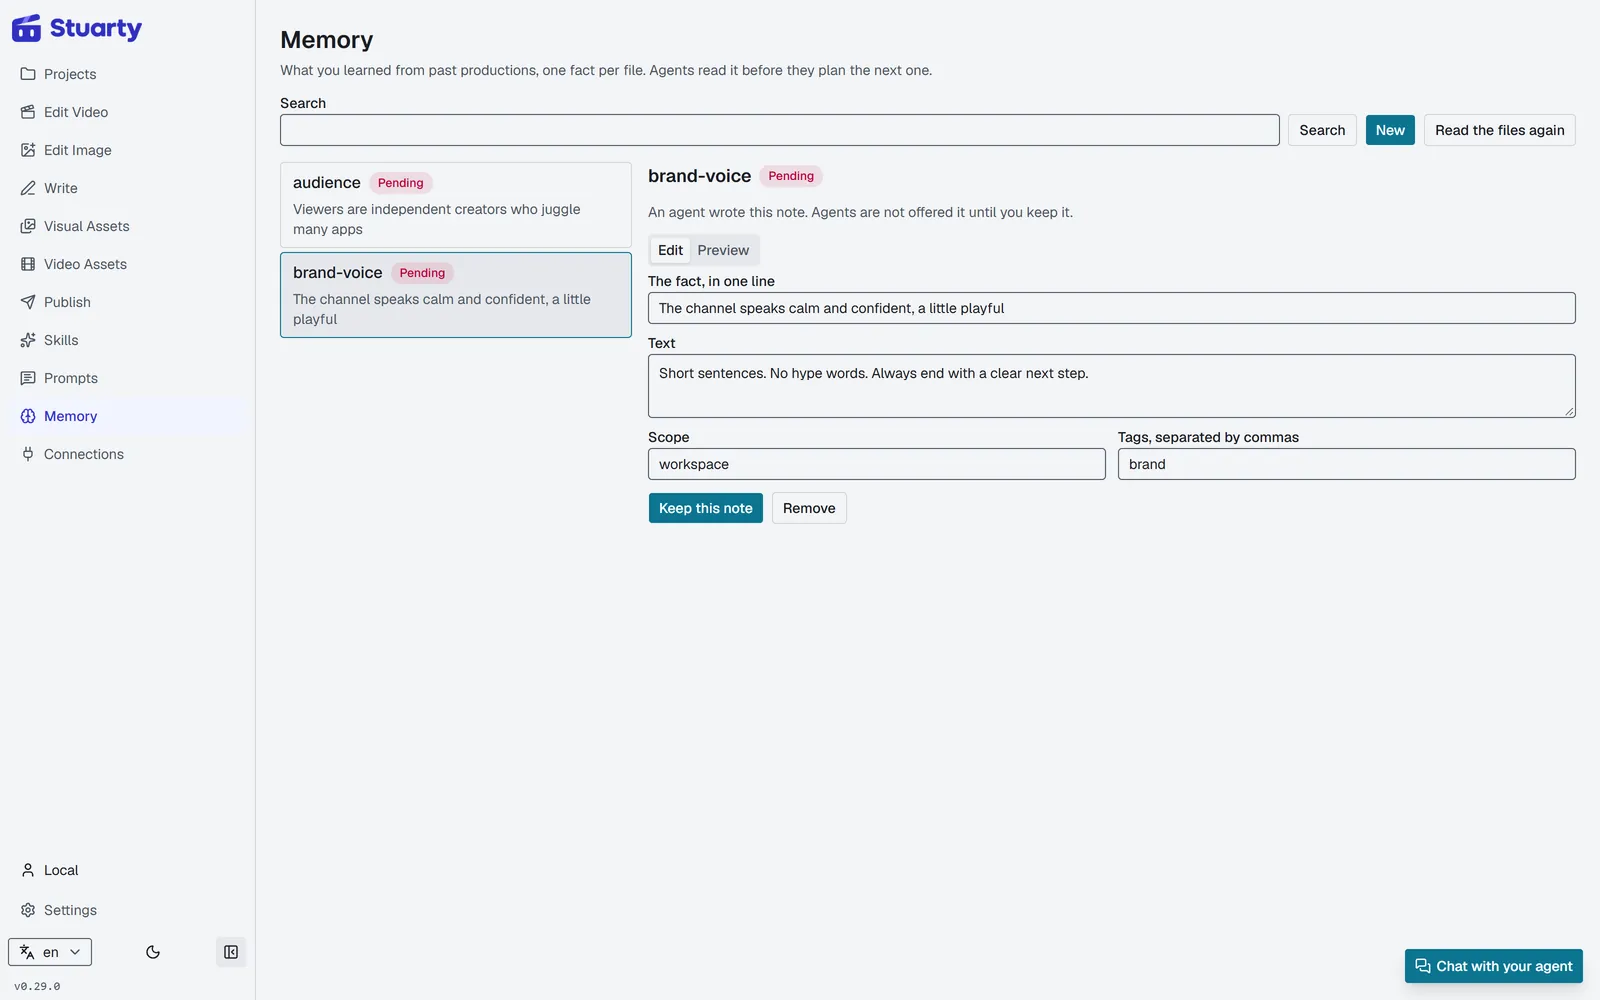 Stuarty
Projects
Edit Video
Edit Image
Write
Visual Assets
Video Assets
Publish
Skills
Prompts
Memory
Connections
Local
Settings
en
v0.29.0
Memory
What you learned from past productions, one fact per file. Agents read it before they plan the next one.
Search
Search
New
Read the files again
audience Pending
Viewers are independent creators who juggle
many apps
brand-voice Pending
The channel speaks calm and confident, a little
playful
brand-voice Pending
An agent wrote this note. Agents are not offered it until you keep it.
Edit Preview
The fact, in one line
The channel speaks calm and confident, a little playful
Text
Short sentences. No hype words. Always end with a clear next step.
Scope
workspace
Tags, separated by commas
brand
Keep this note
Remove
Chat with your agent